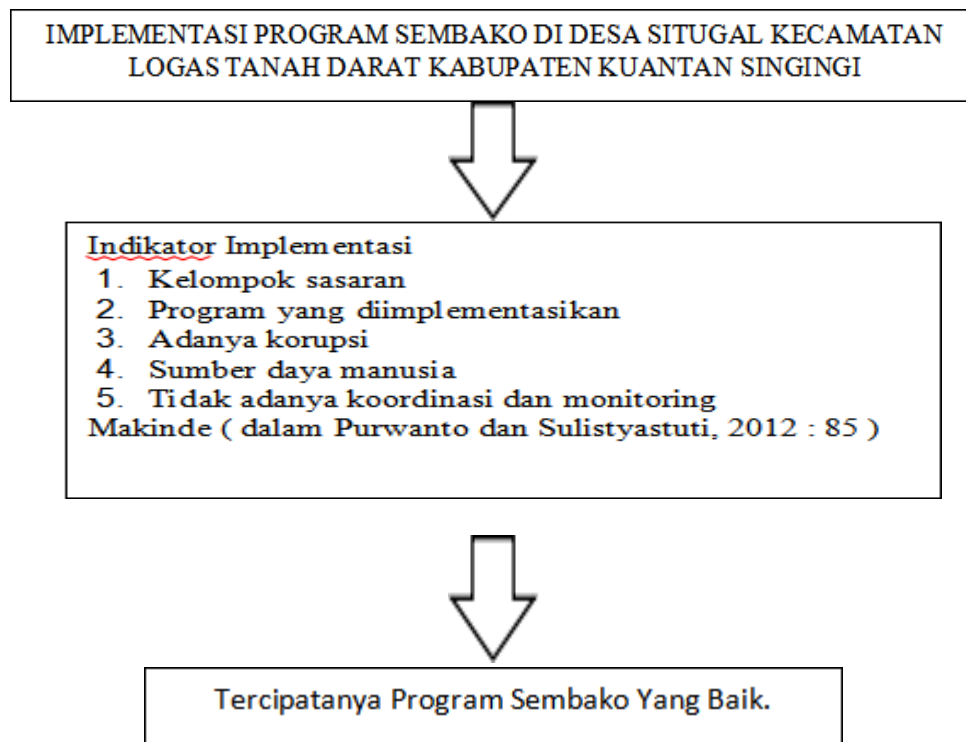 IMPLEMENTASI PROGRAM SEMBAKO DI DESA SITUGAL KECAMATAN
LOGAS TANAH DARAT KABUPATEN KUANTAN SINGINGI
Indikator Implementasi
1. Kelompok sasaran
2. Program yang diimplementasikan
3. Adanya korupsi
4. Sumber daya manusia
5. Tidak adanya koordinasi dan monitoring
Makinde ( dalam Purwanto dan Sulistyastuti, 2012 : 85 )
Tercipatanya Program Sembako Yang Baik.